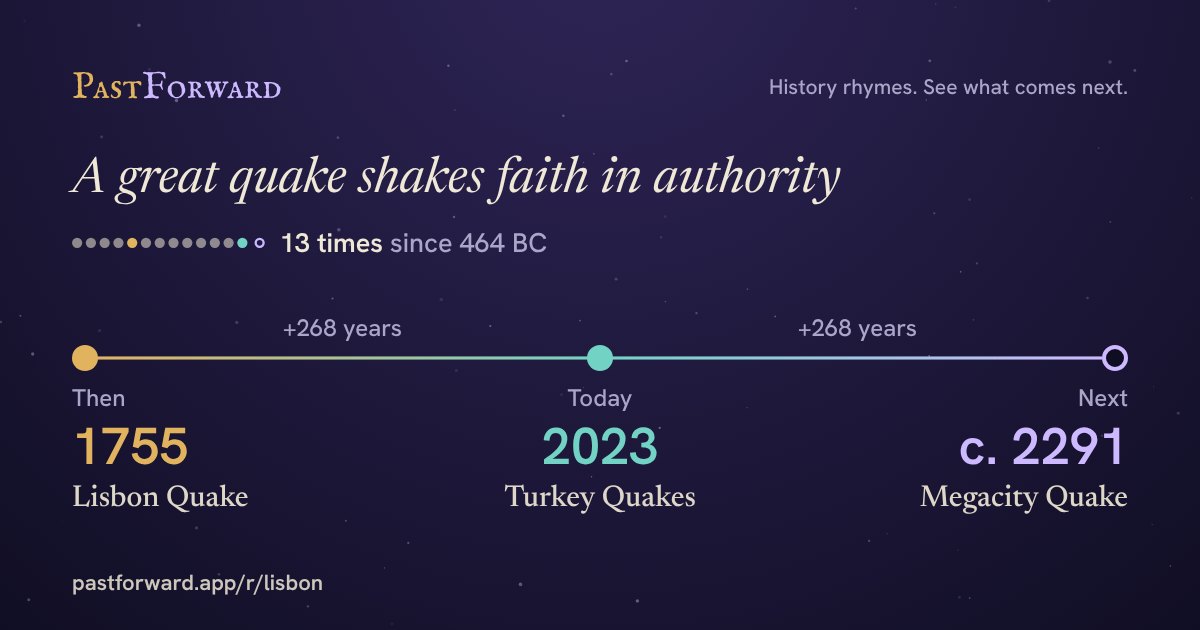 PastForward
History rhymes. See what comes next.
A great quake shakes faith in authority
13 times since 464 BC
+268 years
+268 years
Then
Today
Next
1755
2023
c. 2291
Lisbon Quake
Turkey Quakes
Megacity Quake
pastforward.app/r/lisbon